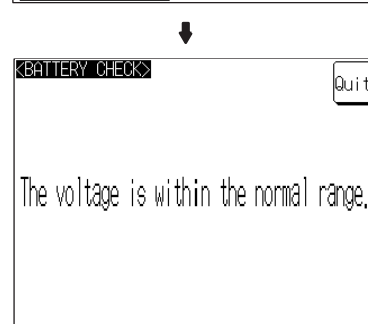 <BATTERY CHECK>
Quit
The voltage is within the normal range.